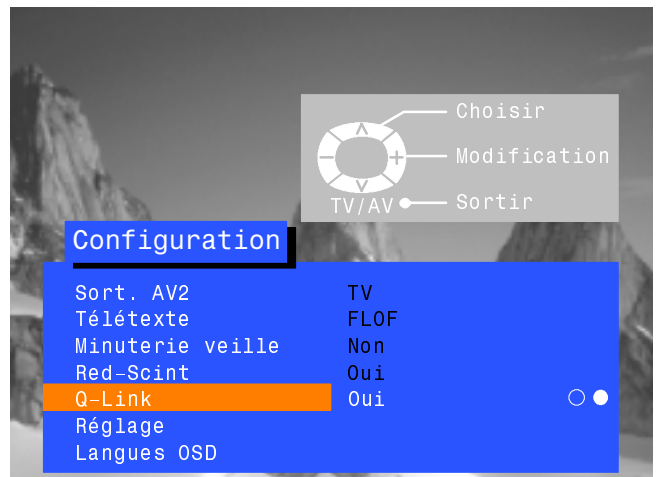 Choisir
Modification
TV/AV Sortir
Configuration
Sort. AV2 TV
Télétexte FLOF
Minuterie veille Non
Red-Scint Oui
Q-Link Oui
Réglage
Langues OSD